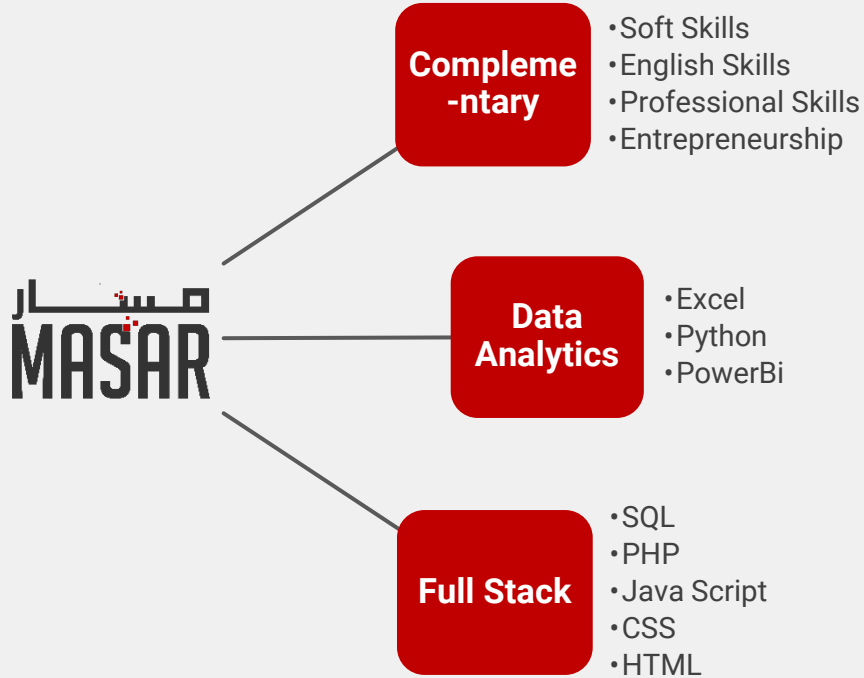 مسار
MASAR
Compleme
-ntary
•Soft Skills
•English Skills
•Professional Skills
•Entrepreneurship
Data
Analytics
•Excel
•Python
•PowerBi
Full Stack
•SQL
•PHP
•Java Script
•CSS
•HTML